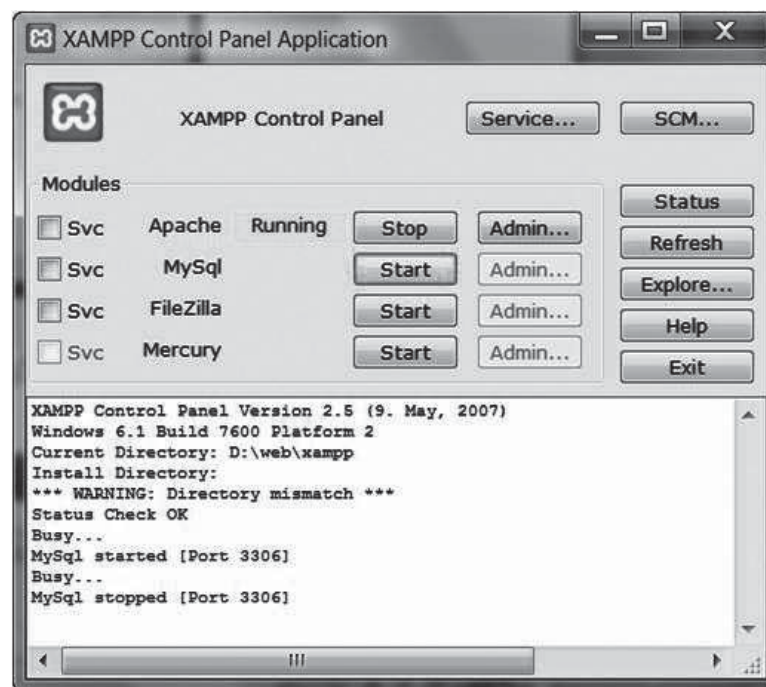 XAMPP Control Panel Application
XAMPP Control Panel Service... SCM...
Modules
Svc Apache Running Stop Admin...
Svc MySql Start Admin...
Svc FileZilla Start Admin...
Svc Mercury Start Admin...
Status
Refresh
Explore...
Help
Exit
XAMPP Control Panel Version 2.5 (9. May, 2007)
Windows 6.1 Build 7600 Platform 2
Current Directory: D:\web\xampp
Install Directory:
*** WARNING: Directory mismatch ***
Status Check OK
Busy...
MySql started [Port 3306]
Busy...
MySql stopped [Port 3306]